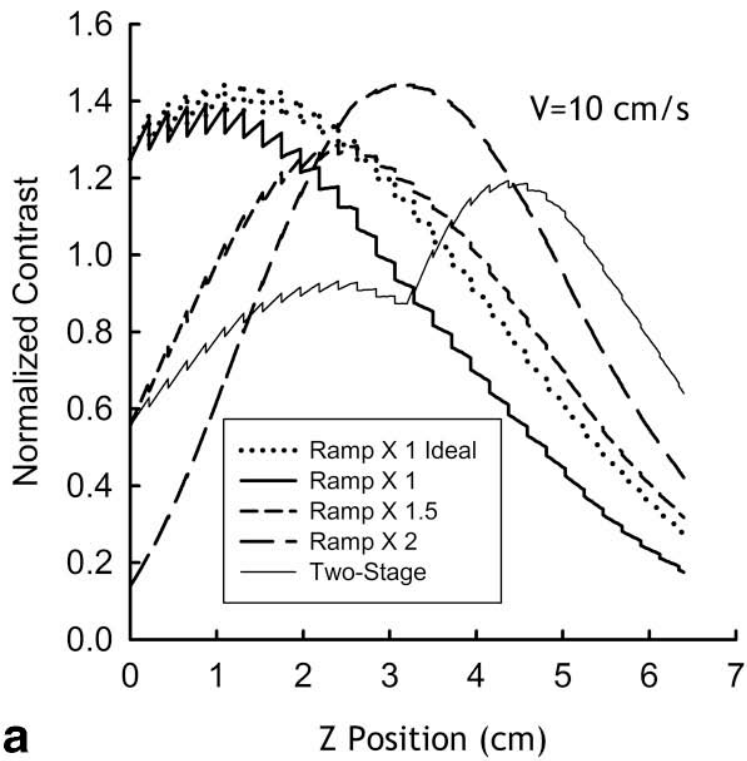 1.6
1.4
V=10 cm/s
1.2
1.0
0.8
0.6
0.4
0.2
0.0
Normalized Contrast
Ramp X 1 Ideal
Ramp X 1
Ramp X 1.5
Ramp X 2
Two-Stage
0 1 2 3 4 5 6 7
a Z Position (cm)